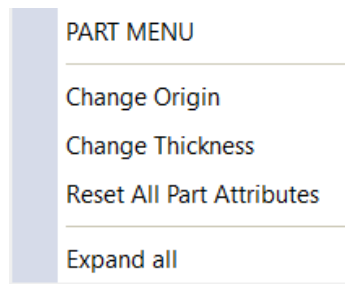 PART MENU
Change Origin
Change Thickness
Reset All Part Attributes
Expand all